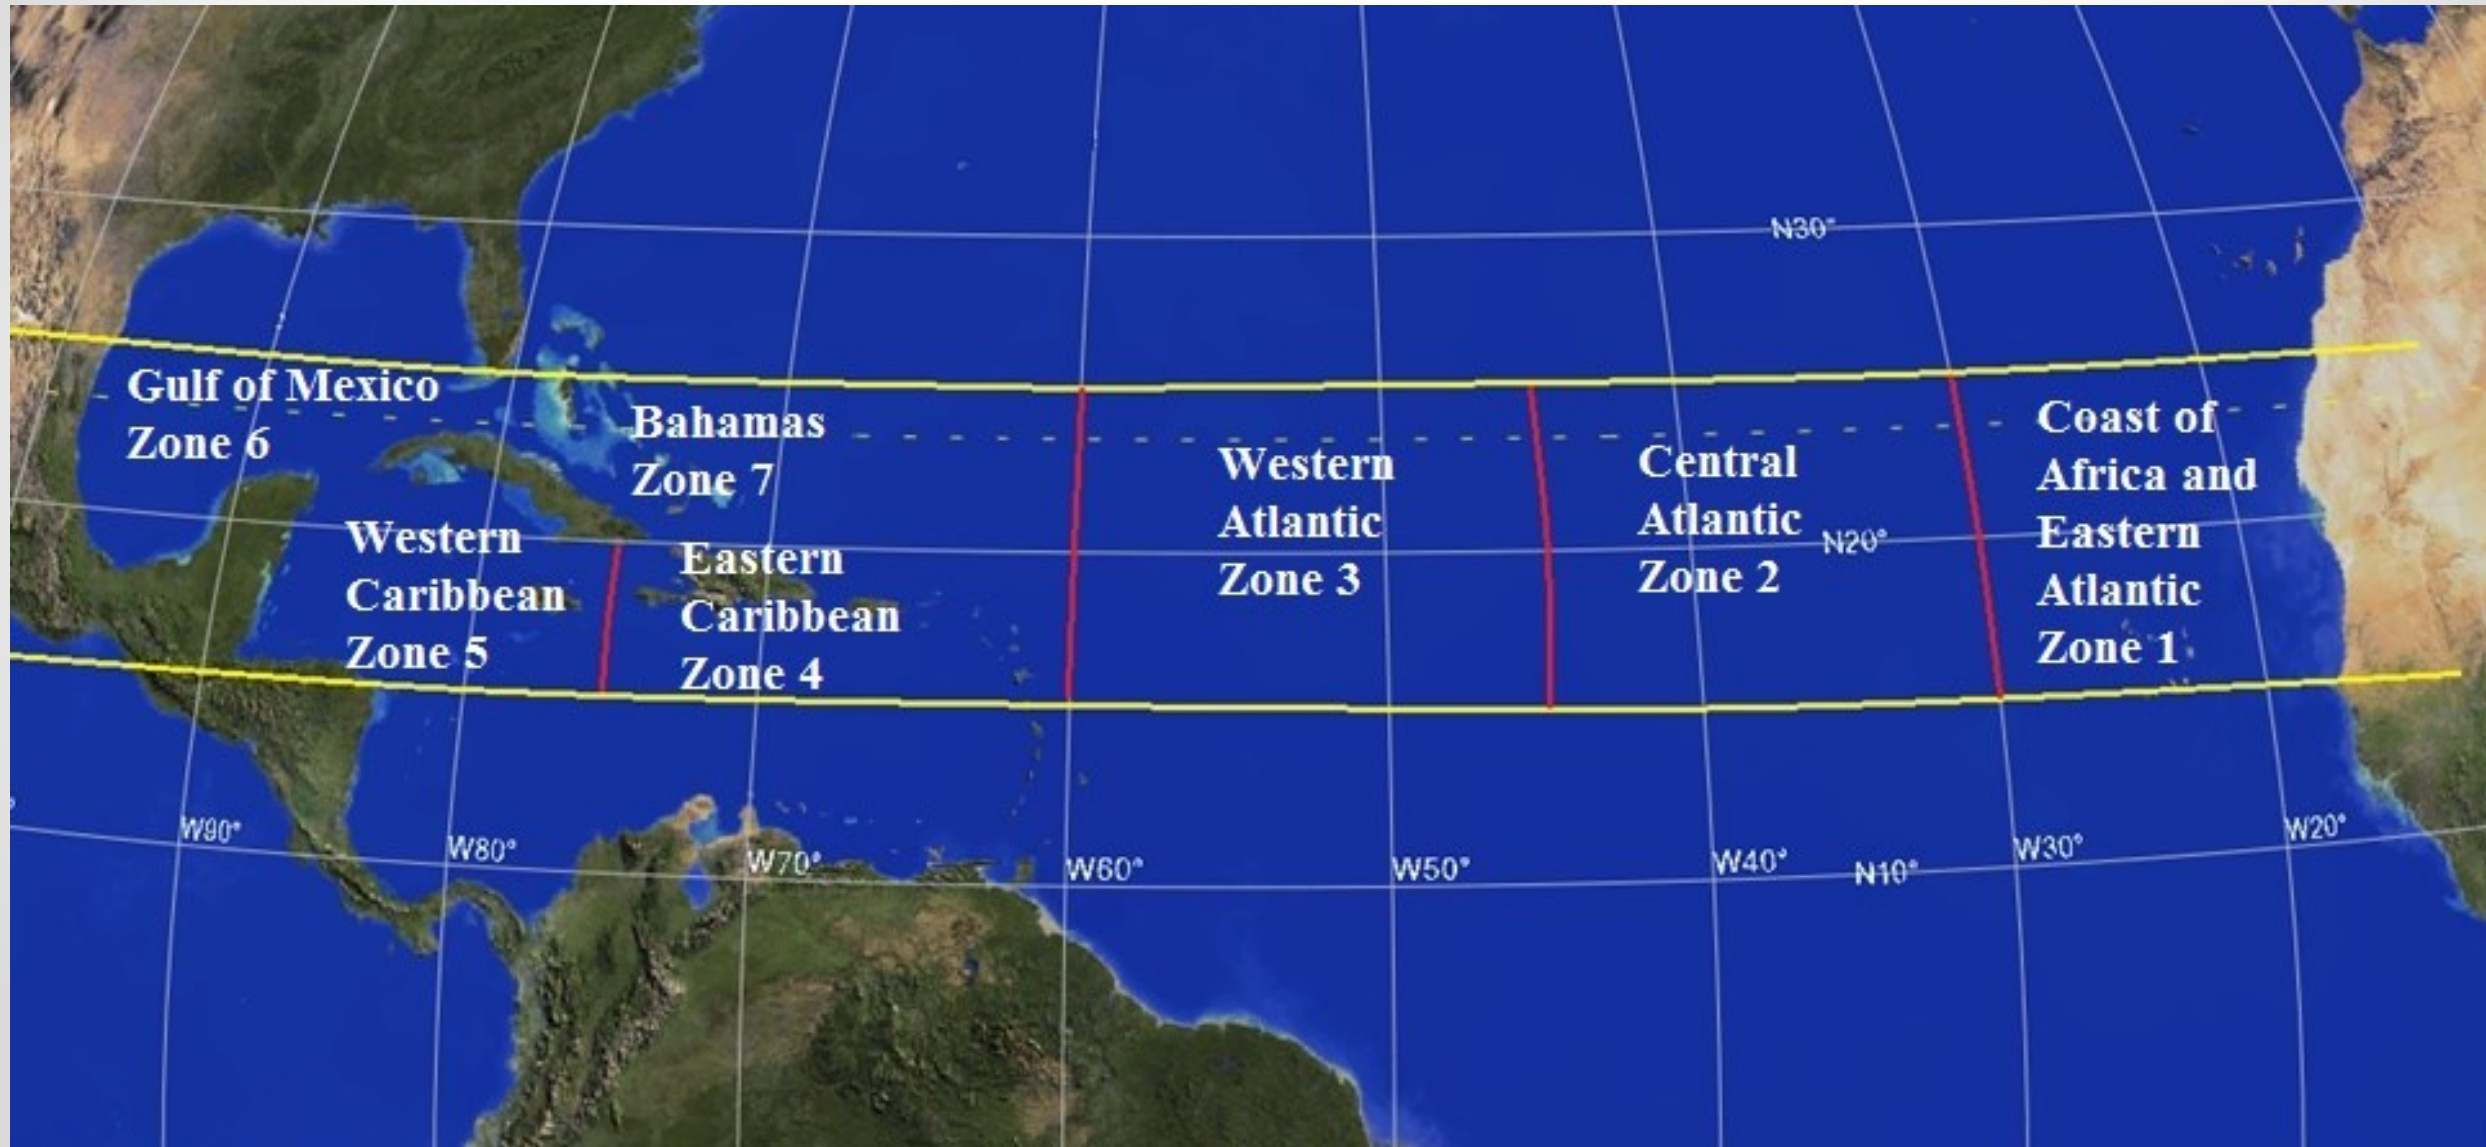 N30°
Gulf of Mexico
Zone 6
Bahamas
Zone 7
Western
Atlantic
Zone 3
Central
Atlantic
Zone 2
N20°
Coast of
Africa and
Eastern
Atlantic
Zone 1
Western
Caribbean
Zone 5
Eastern
Caribbean
Zone 4
W90°
W80°
W70°
W60°
W50°
W40°
N10°
W30°
W20°